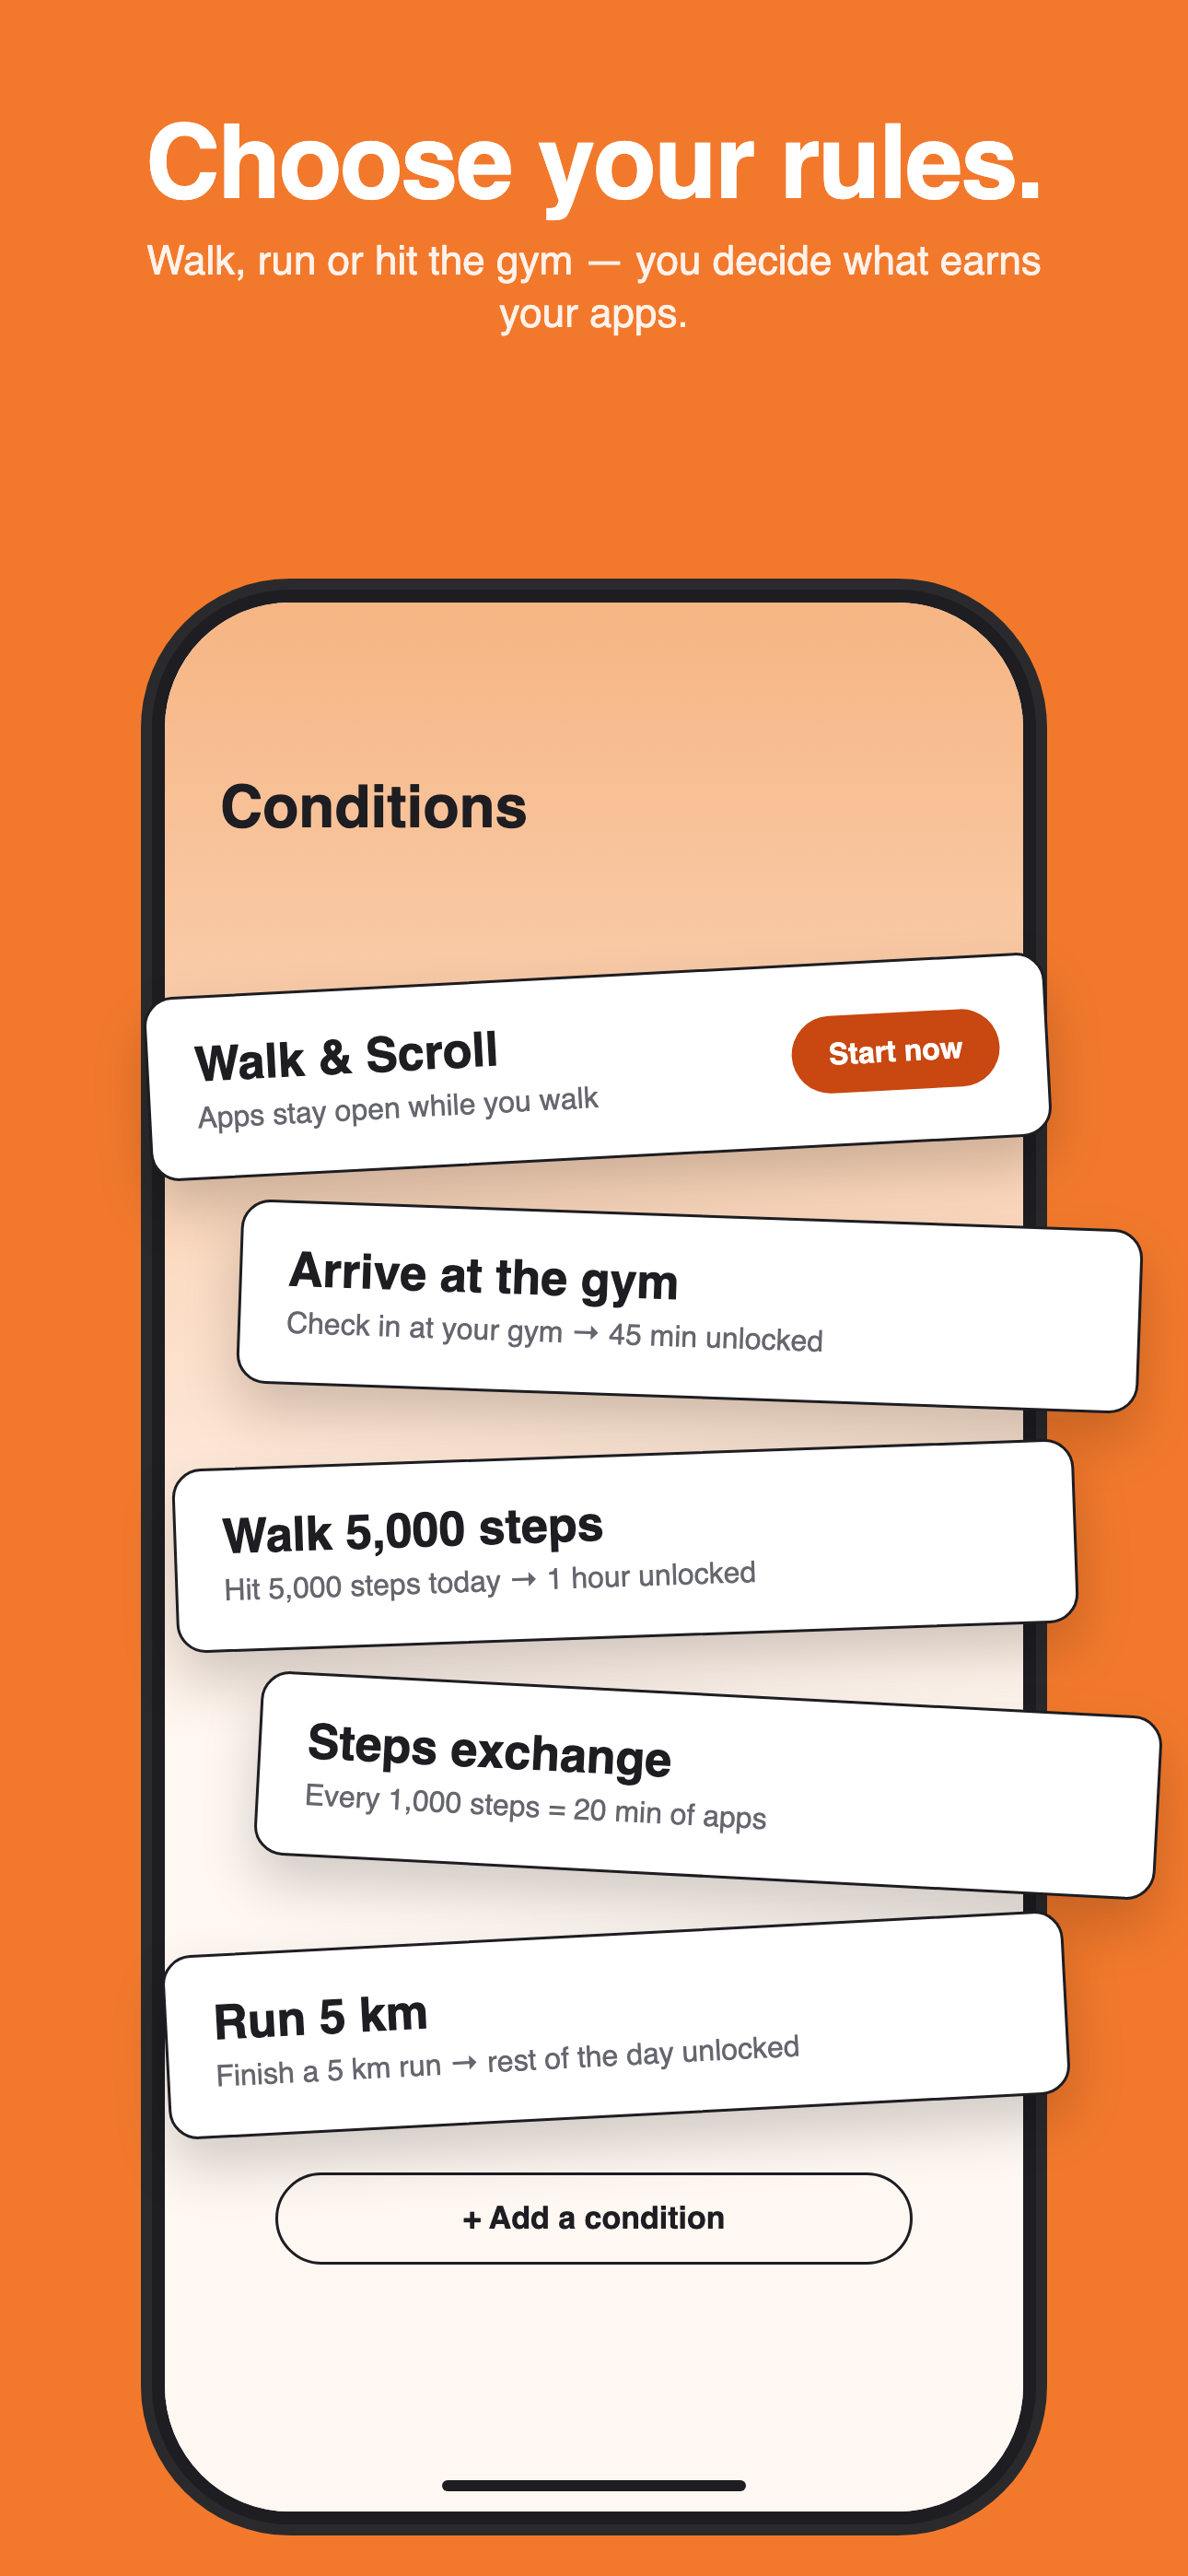 Choose your rules.
Walk, run or hit the gym — you decide what earns
your apps.
Conditions
Walk & Scroll
Apps stay open while you walk
Start now
Arrive at the gym
Check in at your gym → 45 min unlocked
Walk 5,000 steps
Hit 5,000 steps today → 1 hour unlocked
Steps exchange
Every 1,000 steps = 20 min of apps
Run 5 km
Finish a 5 km run → rest of the day unlocked
+ Add a condition